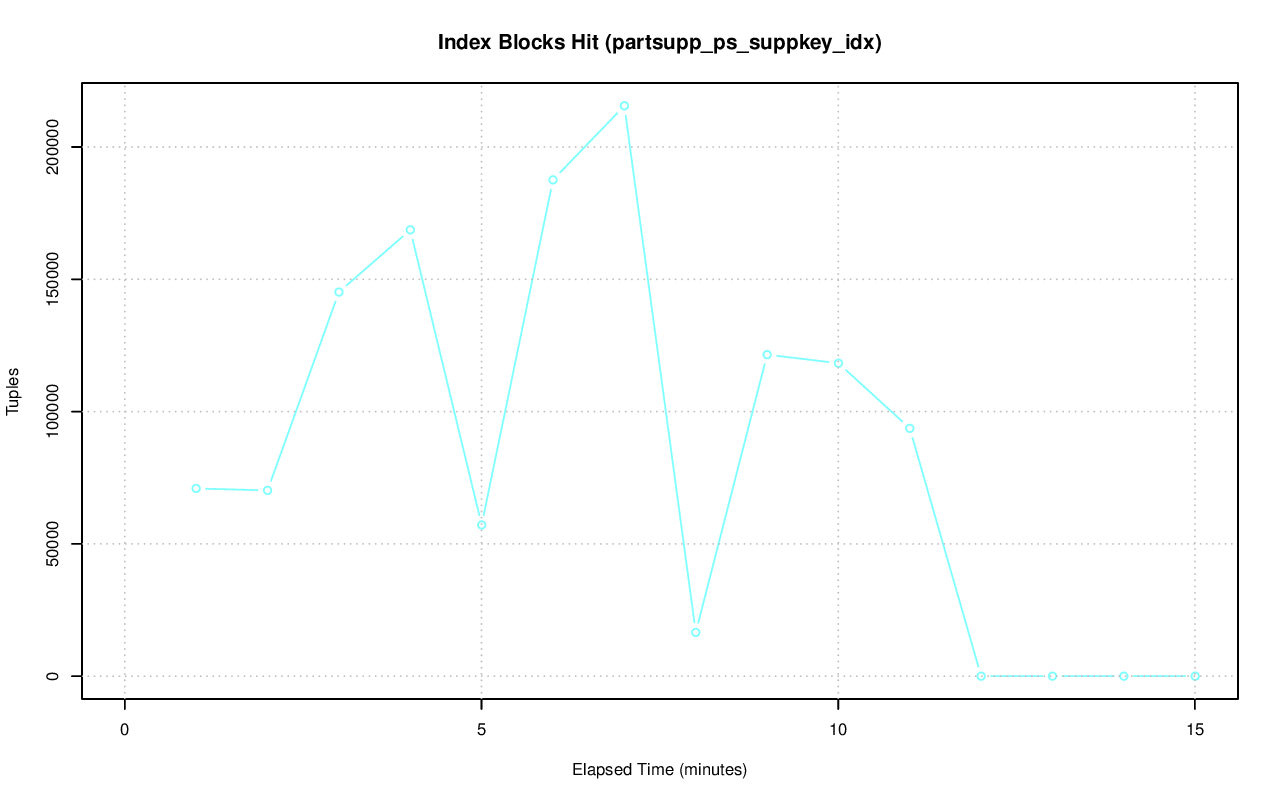 Index Blocks Hit (partsupp_ps_suppkey_idx)
Tuples
200000
150000
100000
50000
0
0 5 10 15
Elapsed Time (minutes)